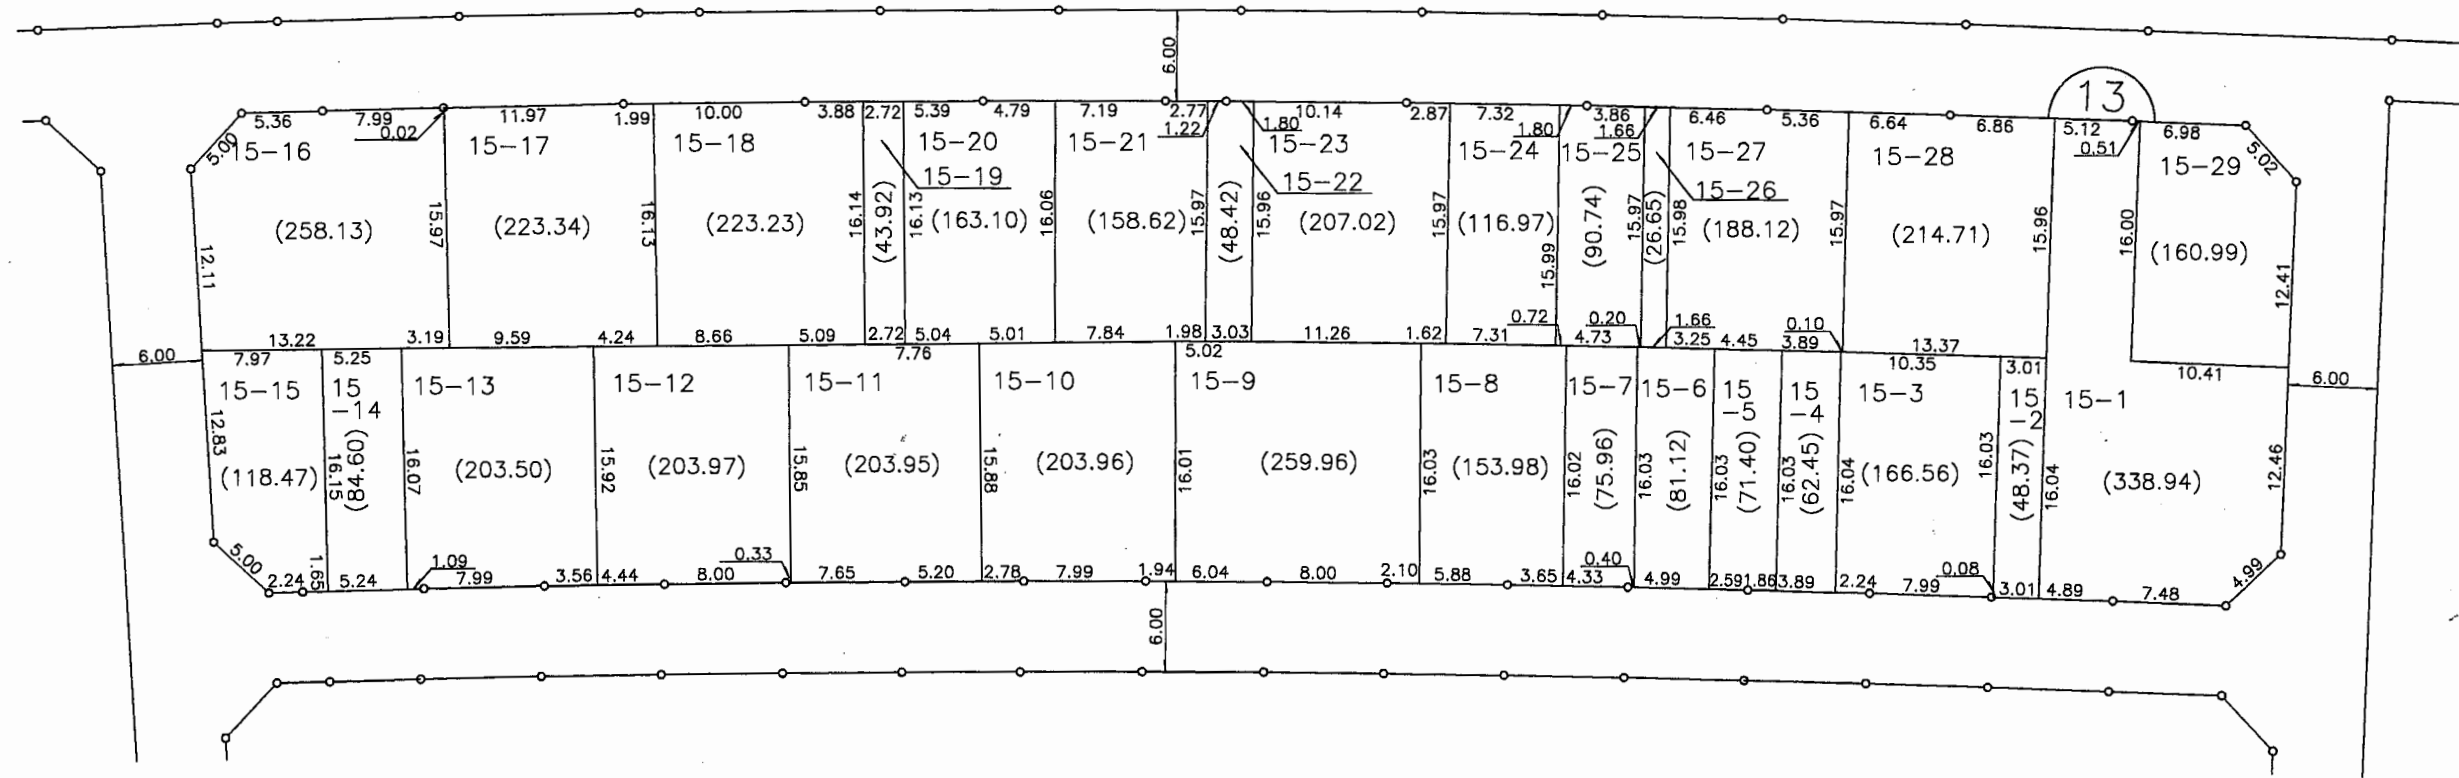 6.00
13
5.36 7.99 11.97 1.99 10.00 3.88 2.72 5.39 4.79 7.19 2.77 10.14 2.87 7.32 3.86 6.46 5.36 6.64 6.86 5.12 6.98
0.02 1.22 1.80 1.80 1.66 0.51
5.00 5.02
15-16 15-17 15-18 15-20 15-21 15-23 15-24 15-25 15-27 15-28 15-29
15-19 15-22 15-26
12.11 15.97 16.13 16.14 16.13 16.06 15.97 15.96 15.97 15.99 15.97 15.98 15.97 15.96 16.00 12.41
(258.13) (223.34) (223.23) (43.92) (163.10) (158.62) (48.42) (207.02) (116.97) (90.74) (26.65) (188.12) (214.71) (160.99)
0.72 0.20 1.66 0.10
13.22 3.19 9.59 4.24 8.66 5.09 2.72 5.04 5.01 7.84 1.98 3.03 11.26 1.62 7.31 4.73 3.25 4.45 3.89 13.37
6.00 7.97 5.25 7.76 5.02 10.35 3.01 10.41 6.00
15-15 15
-14 15-13 15-12 15-11 15-10 15-9 15-8 15-7 15-6 15
-5 15
-4 15-3 15
-2 15-1
12.83 16.15 16.07 15.92 15.85 15.88 16.01 16.03 16.02 16.03 16.03 16.03 16.04 16.03 16.04 12.46
(118.47) (84.60) (203.50) (203.97) (203.95) (203.96) (259.96) (153.98) (75.96) (81.12) (71.40) (62.45) (166.56) (48.37) (338.94)
5.00 1.65 1.09 0.33 0.40 0.08 4.99
2.24 5.24 7.99 3.56 4.44 8.00 7.65 5.20 2.78 7.99 1.94 6.04 8.00 2.10 5.88 3.65 4.33 4.99 2.59 1.86 3.89 2.24 7.99 3.01 4.89 7.48
6.00